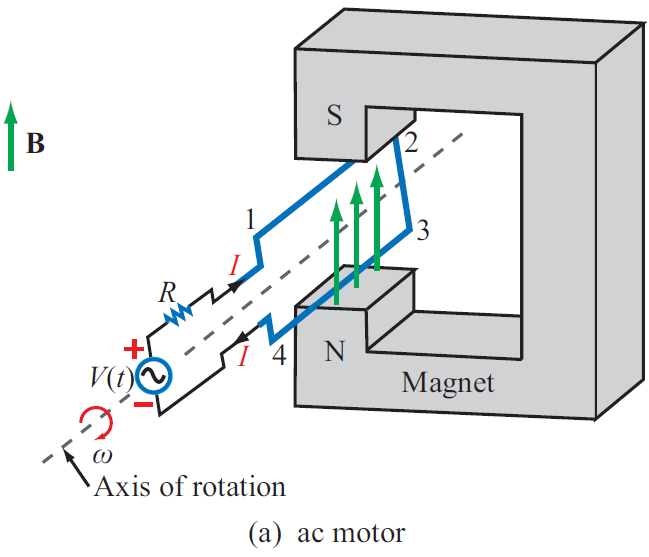 S
B
2
1
3
I
R
+
I
4
N
V(t)
Magnet
–
ω
Axis of rotation
(a) ac motor